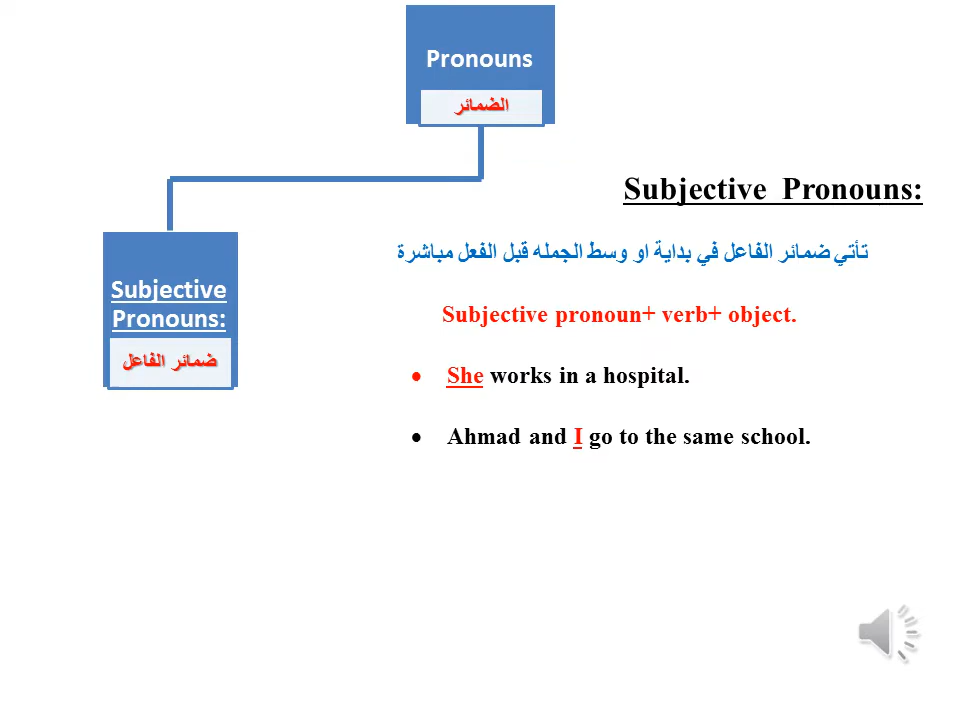 Pronouns
الضمائر
Subjective Pronouns:
تأتي ضمائر الفاعل في بداية او وسط الجمله قبل الفعل مباشرة
Subjective
Pronouns:
ضمائر الفاعل
Subjective pronoun+ verb+ object.
• She works in a hospital.
• Ahmad and I go to the same school.